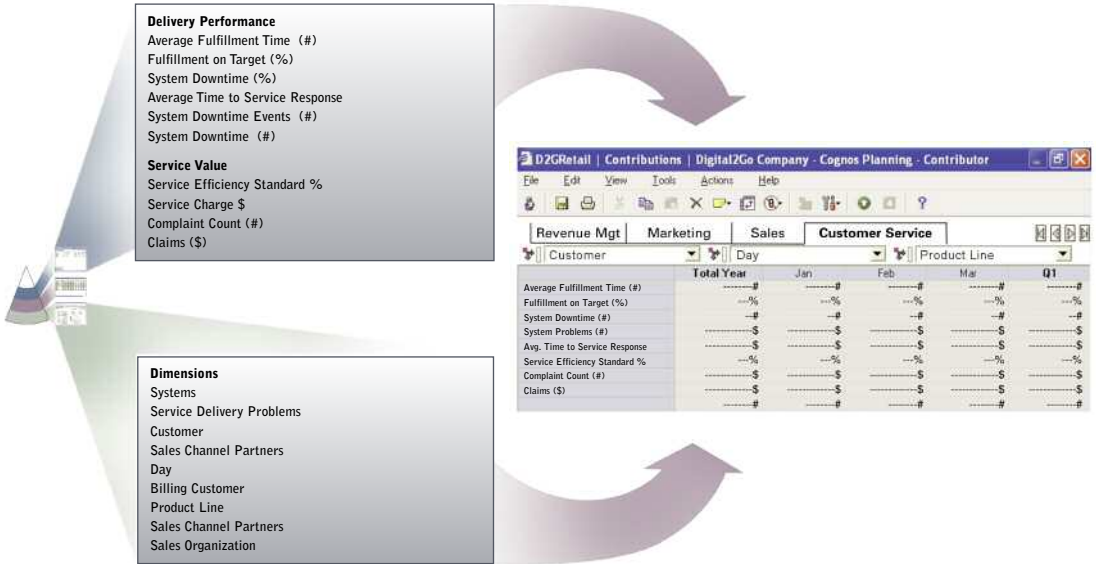 Delivery Performance
Average Fulfillment Time (#)
Fulfillment on Target (%)
System Downtime (%)
Average Time to Service Response
System Downtime Events (#)
System Downtime (#)
Service Value
Service Efficiency Standard %
Service Charge $
Complaint Count (#)
Claims ($)
Dimensions
Systems
Service Delivery Problems
Customer
Sales Channel Partners
Day
Billing Customer
Product Line
Sales Channel Partners
Sales Organization
D2GRetail | Contributions | Digital2Go Company - Cognos Planning - Contributor
File Edit View Tools Actions Help
Revenue Mgt Marketing Sales Customer Service
Customer Day Product Line
Total Year Jan Feb Mar Q1
Average Fulfillment Time (#) --------# --------# --------# --------# --------#
Fulfillment on Target (%) ---% ---% ---% ---% ---%
System Downtime (#) --# --# --# --# --#
System Problems (#) ------------$ ------------$ ------------$ ------------$ ------------$
Avg. Time to Service Response ------------$ ------------$ ------------$ ------------$ ------------$
Service Efficiency Standard % ---% ---% ---% ---% ---%
Complaint Count (#) ------------$ ------------$ ------------$ ------------$ ------------$
Claims ($) ------------$ ------------$ ------------$ ------------$ ------------$
--------# --------# --------# --------# --------#